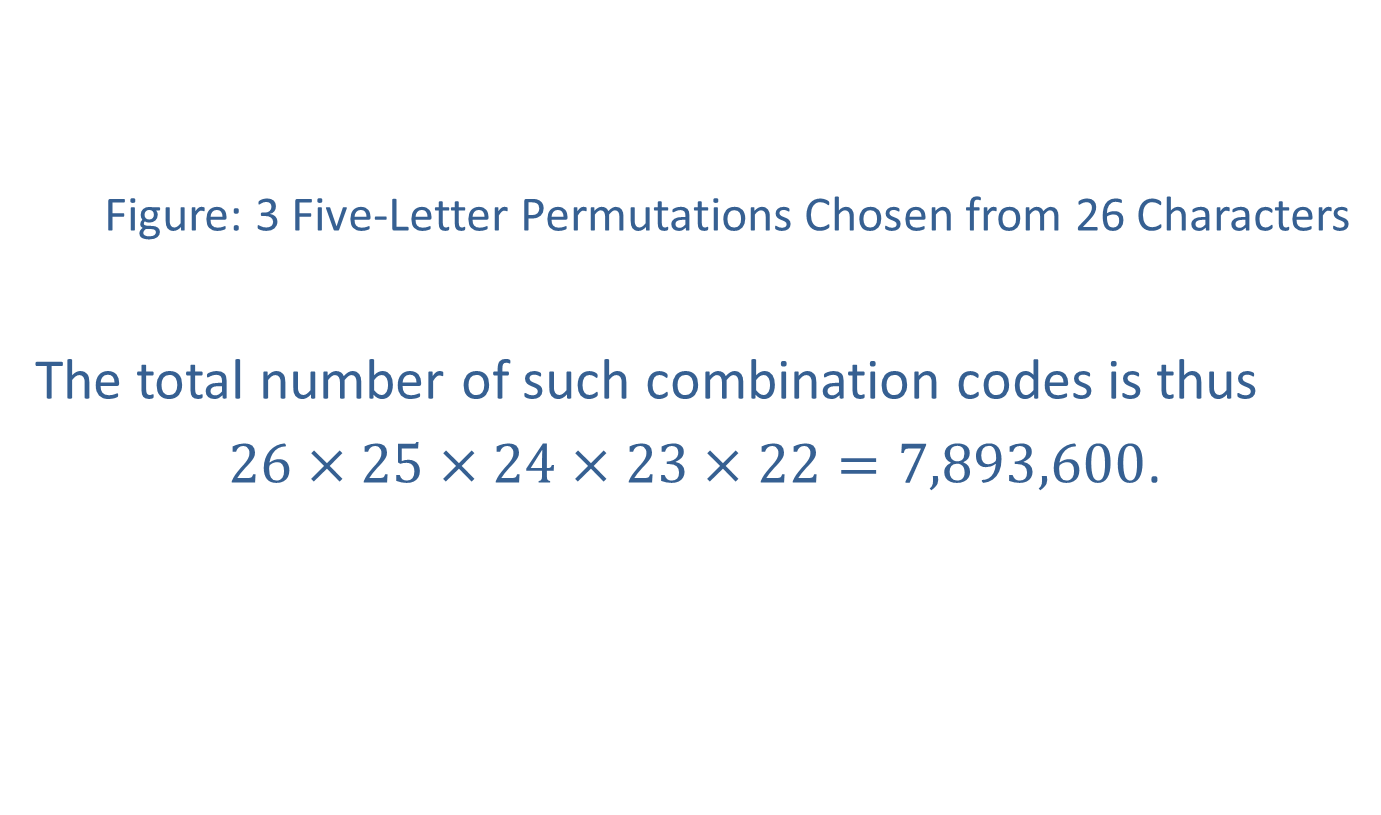 Figure: 3 Five-Letter Permutations Chosen from 26 Characters
The total number of such combination codes is thus
26 × 25 × 24 × 23 × 22 = 7,893,600.